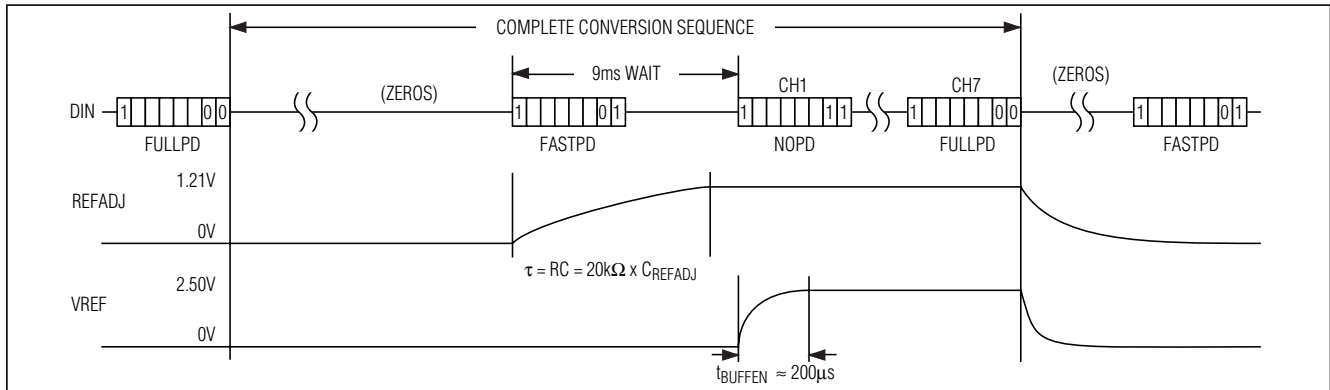 COMPLETE CONVERSION SEQUENCE
9ms WAIT
(ZEROS)
CH1
CH7
(ZEROS)
DIN
1 0 0
1 0 1
1 1 1
1 0 0
1 0 1
FULLPD
FASTPD
NOPD
FULLPD
FASTPD
1.21V
REFADJ
0V
τ = RC = 20kΩ x CREFADJ
2.50V
VREF
0V
tBUFFEN ≈ 200µs